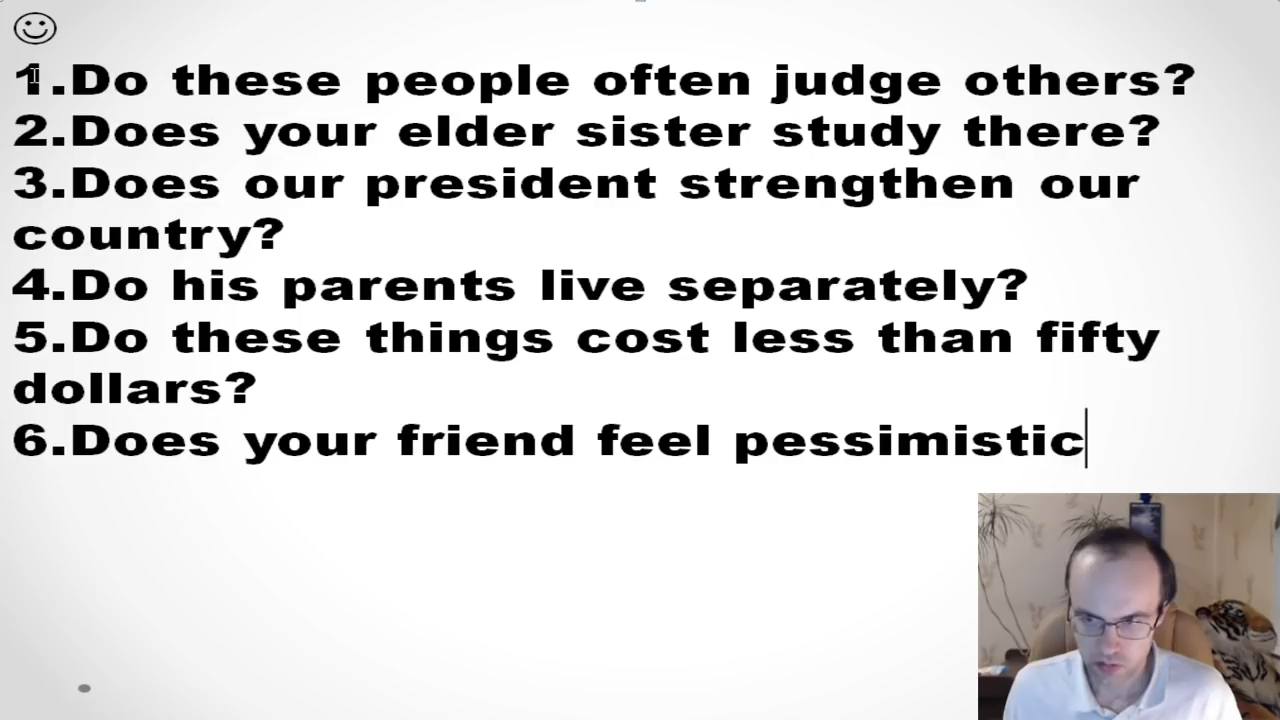 1.Do these people often judge others?
2.Does your elder sister study there?
3.Does our president strengthen our
country?
4.Do his parents live separately?
5.Do these things cost less than fifty
dollars?
6.Does your friend feel pessimistic